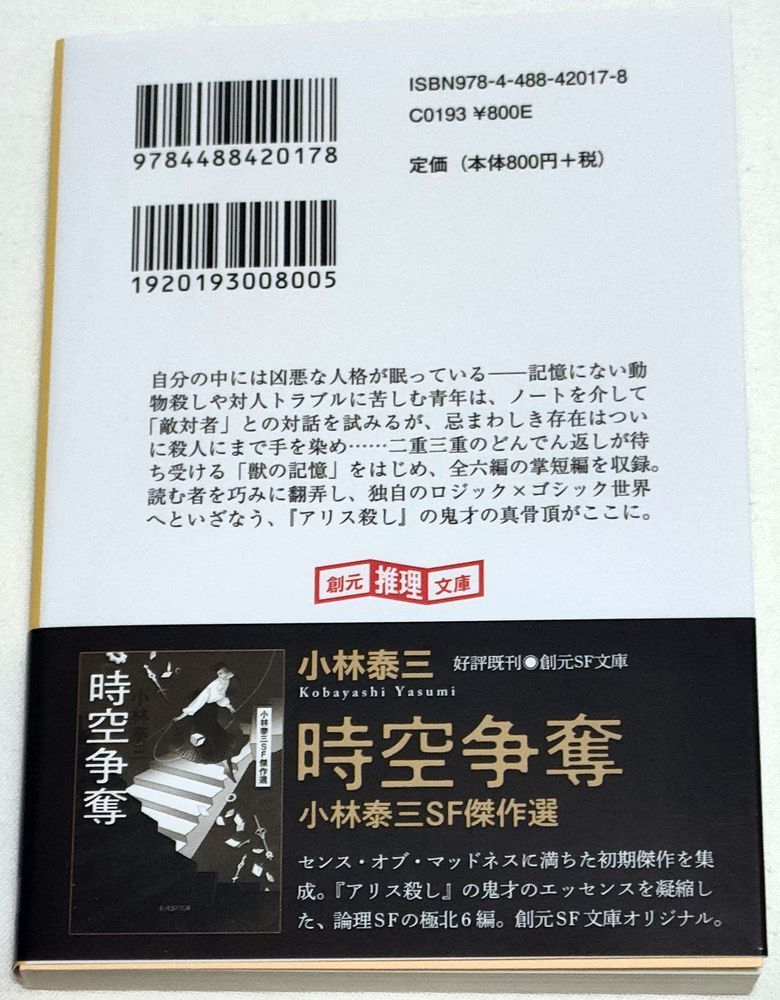 ISBN978-4-488-42017-8
C0193 ¥800E
定価（本体800円＋税）
9784488420178
1920193008005
自分の中には凶悪な人格が眠っている──記憶にない動
物殺しや対人トラブルに苦しむ青年は、ノートを介して
「敵対者」との対話を試みるが、忌まわしき存在はつい
に殺人にまで手を染め……二重三重のどんでん返しが待
ち受ける「獣の記憶」をはじめ、全六編の掌短編を収録。
読む者を巧みに翻弄し、独自のロジック×ゴシック世界
へといざなう、『アリス殺し』の鬼才の真骨頂がここに。
創元推理文庫
小林泰三 好評既刊◉創元SF文庫
Kobayashi Yasumi
時空争奪
小林泰三SF傑作選
センス・オブ・マッドネスに満ちた初期傑作を集
成。『アリス殺し』の鬼才のエッセンスを凝縮し
た、論理SFの極北6編。創元SF文庫オリジナル。
時空争奪
小林泰三
小林泰三SF傑作選